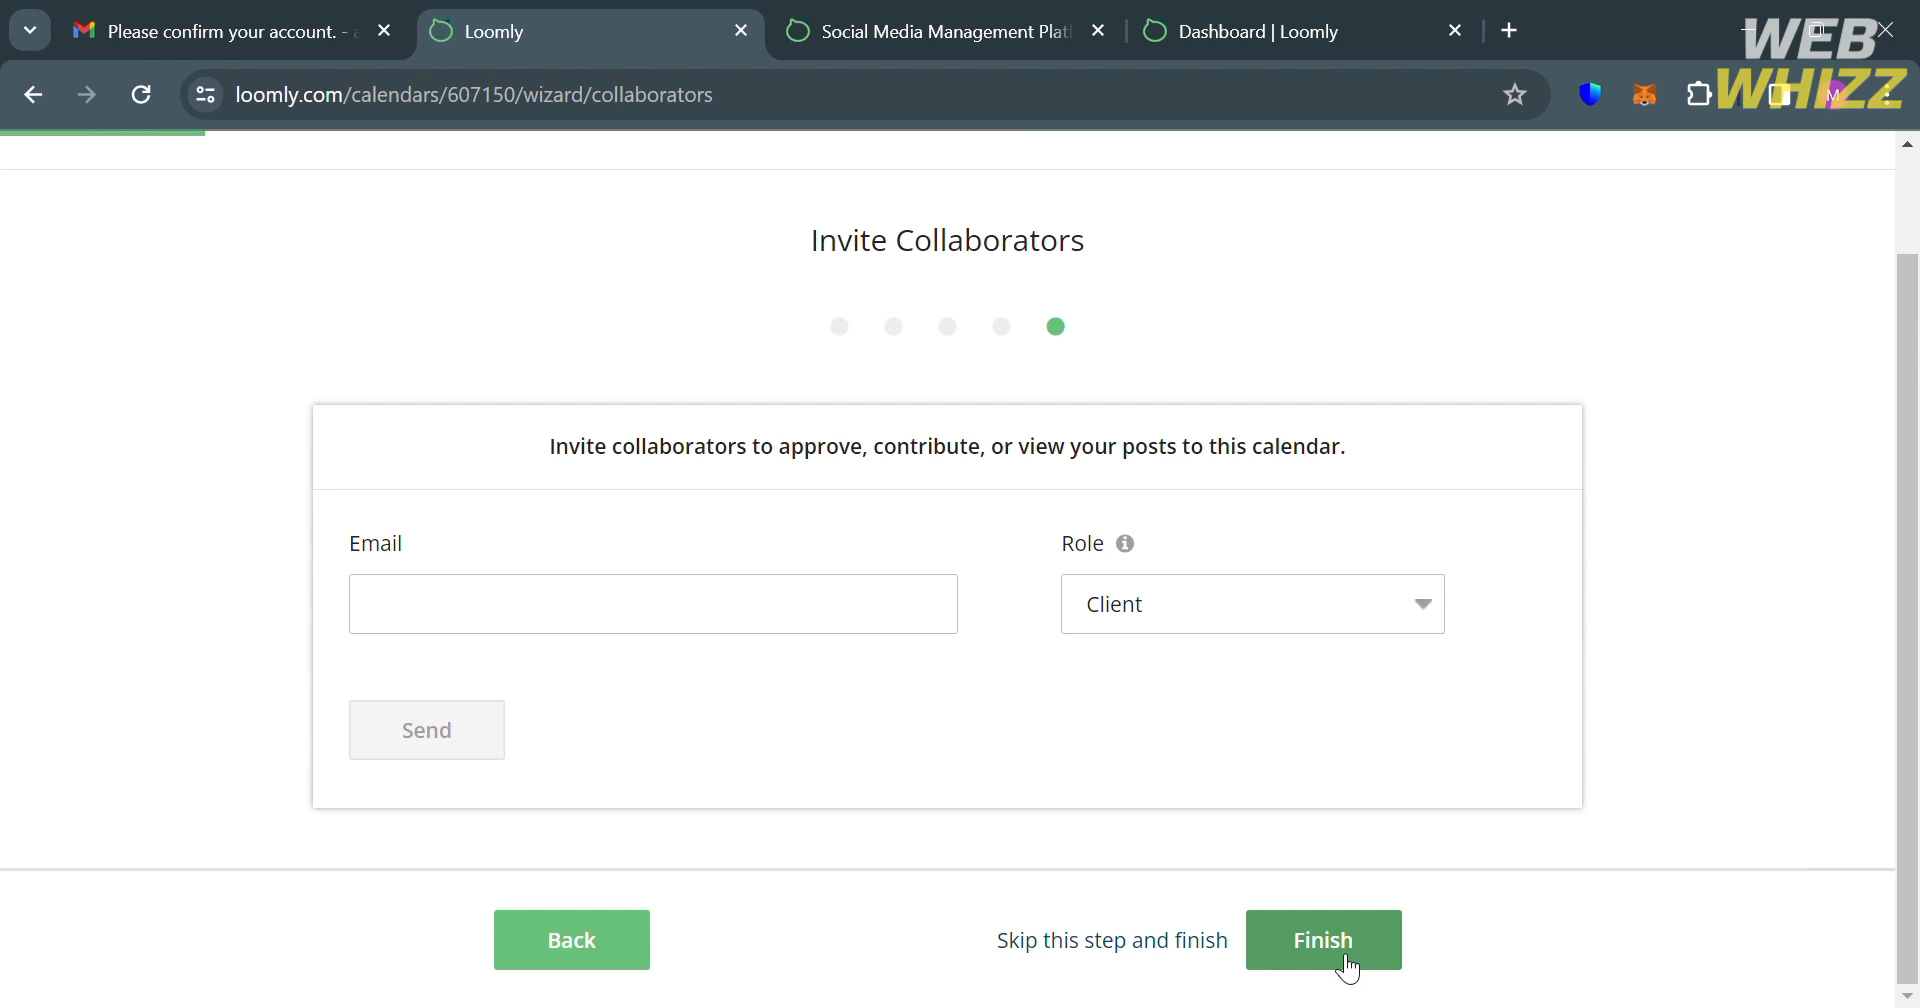 Please confirm your account. -
Loomly
Social Media Management Plat
Dashboard | Loomly
WEB
WHIZZ
loomly.com/calendars/607150/wizard/collaborators
M
Invite Collaborators
Invite collaborators to approve, contribute, or view your posts to this calendar.
Email
Role
Client
Send
Back
Skip this step and finish
Finish